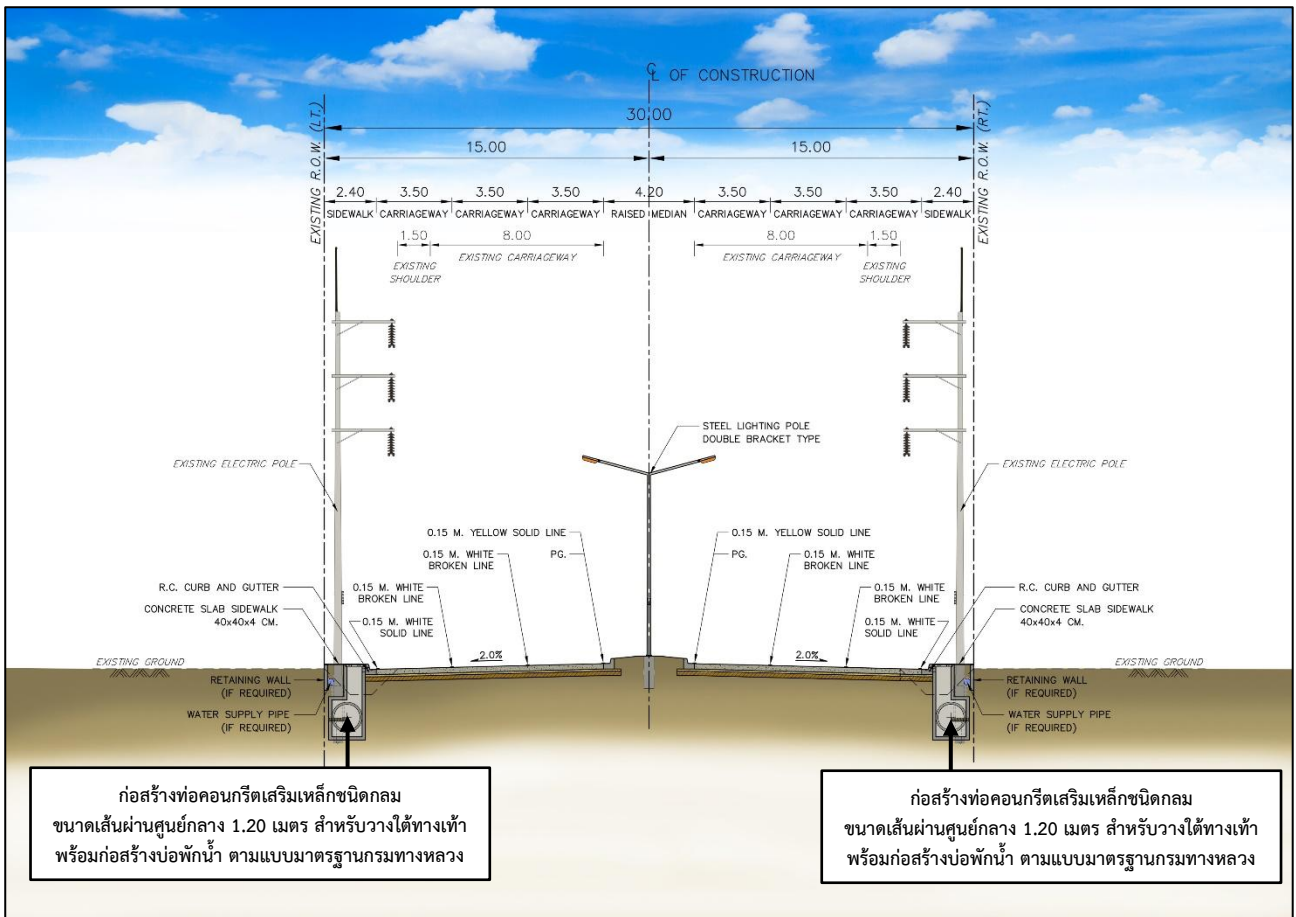 ℄ OF CONSTRUCTION
30.00
15.00 15.00
EXISTING R.O.W. (LT.)
EXISTING R.O.W. (RT.)
2.40 3.50 3.50 3.50 4.20 3.50 3.50 3.50 2.40
SIDEWALK CARRIAGEWAY CARRIAGEWAY CARRIAGEWAY RAISED MEDIAN CARRIAGEWAY CARRIAGEWAY CARRIAGEWAY SIDEWALK
1.50 8.00 8.00 1.50
EXISTING
SHOULDER
EXISTING CARRIAGEWAY
EXISTING CARRIAGEWAY
EXISTING
SHOULDER
STEEL LIGHTING POLE
DOUBLE BRACKET TYPE
EXISTING ELECTRIC POLE
EXISTING ELECTRIC POLE
0.15 M. YELLOW SOLID LINE
0.15 M. WHITE
BROKEN LINE
PG.
R.C. CURB AND GUTTER
0.15 M. WHITE
BROKEN LINE
CONCRETE SLAB SIDEWALK
40x40x4 CM.
0.15 M. WHITE
SOLID LINE
0.15 M. YELLOW SOLID LINE
PG.
0.15 M. WHITE
BROKEN LINE
0.15 M. WHITE
BROKEN LINE
R.C. CURB AND GUTTER
0.15 M. WHITE
SOLID LINE
CONCRETE SLAB SIDEWALK
40x40x4 CM.
2.0% 2.0%
EXISTING GROUND
EXISTING GROUND
RETAINING WALL
(IF REQUIRED)
WATER SUPPLY PIPE
(IF REQUIRED)
RETAINING WALL
(IF REQUIRED)
WATER SUPPLY PIPE
(IF REQUIRED)
ก่อสร้างท่อคอนกรีตเสริมเหล็กชนิดกลม
ขนาดเส้นผ่านศูนย์กลาง 1.20 เมตร สำหรับวางใต้ทางเท้า
พร้อมก่อสร้างบ่อพักน้ำ ตามแบบมาตรฐานกรมทางหลวง
ก่อสร้างท่อคอนกรีตเสริมเหล็กชนิดกลม
ขนาดเส้นผ่านศูนย์กลาง 1.20 เมตร สำหรับวางใต้ทางเท้า
พร้อมก่อสร้างบ่อพักน้ำ ตามแบบมาตรฐานกรมทางหลวง